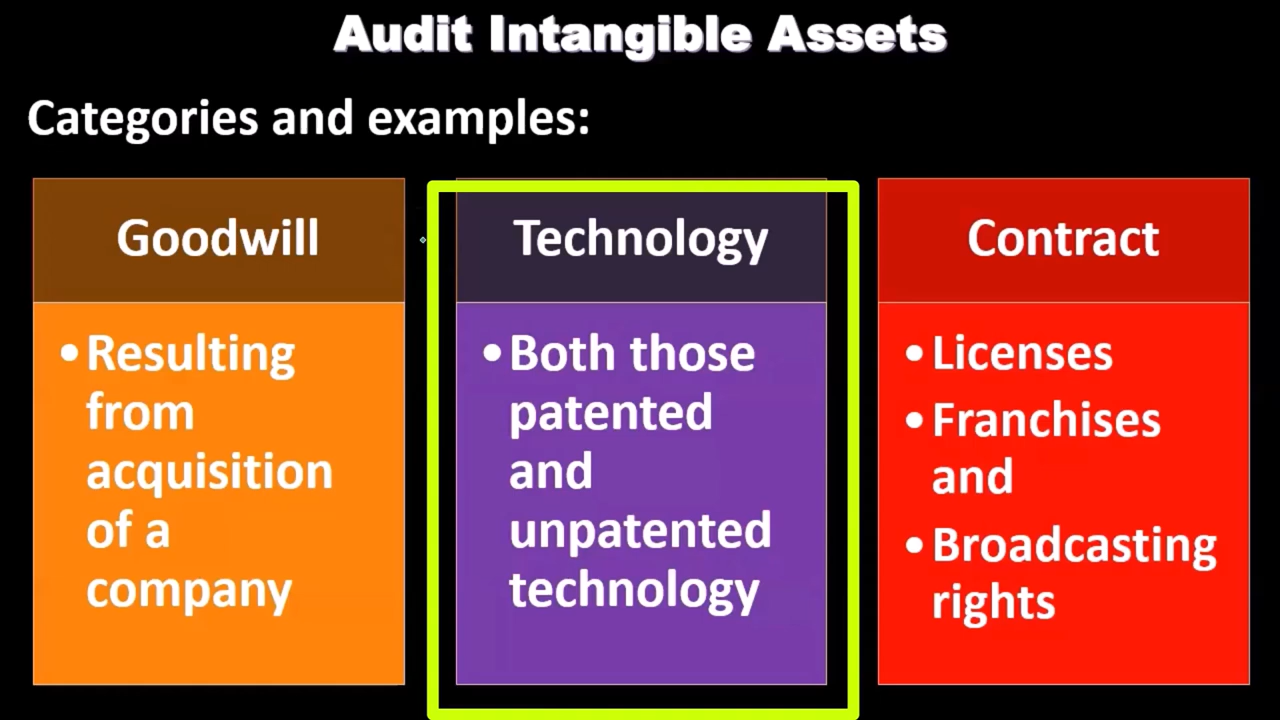 Audit Intangible Assets
Categories and examples:
Goodwill
•Resulting
from
acquisition
of a
company
Technology
•Both those
patented
and
unpatented
technology
Contract
•Licenses
•Franchises
and
•Broadcasting
rights